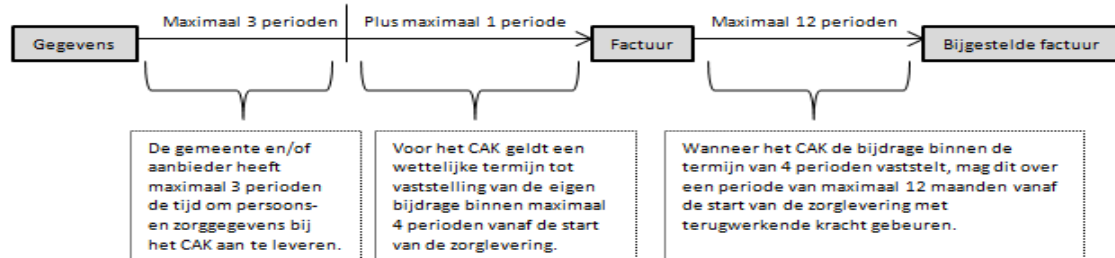 Maximaal 3 perioden
Plus maximaal 1 periode
Maximaal 12 perioden
Gegevens
Factuur
Bijgestelde factuur
De gemeente en/of
aanbieder heeft
maximaal 3 perioden
de tijd om persoons-
en zorggegevens bij
het CAK aan te leveren.
Voor het CAK geldt een
wettelijke termijn tot
vaststelling van de eigen
bijdrage binnen maximaal
4 perioden vanaf de start
van de zorglevering.
Wanneer het CAK de bijdrage binnen de
termijn van 4 perioden vaststelt, mag dit over
een periode van maximaal 12 maanden vanaf
de start van de zorglevering met
terugwerkende kracht gebeuren.